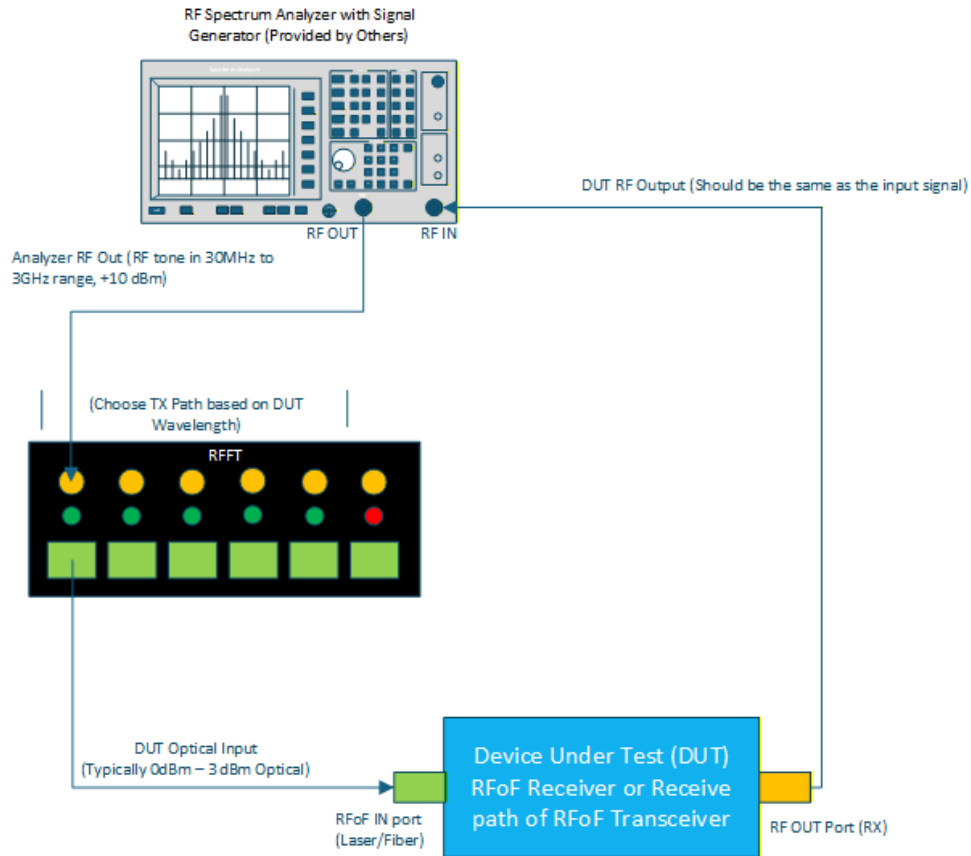 RF Spectrum Analyzer with Signal
Generator (Provided by Others)
DUT RF Output (Should be the same as the input signal)
RF OUT
RF IN
Analyzer RF Out (RF tone in 30MHz to
3GHz range, +10 dBm)
(Choose TX Path based on DUT
Wavelength)
RFFT
DUT Optical Input
(Typically 0dBm – 3 dBm Optical)
Device Under Test (DUT)
RFoF Receiver or Receive
path of RFoF Transceiver
RFoF IN port
(Laser/Fiber)
RF OUT Port (RX)